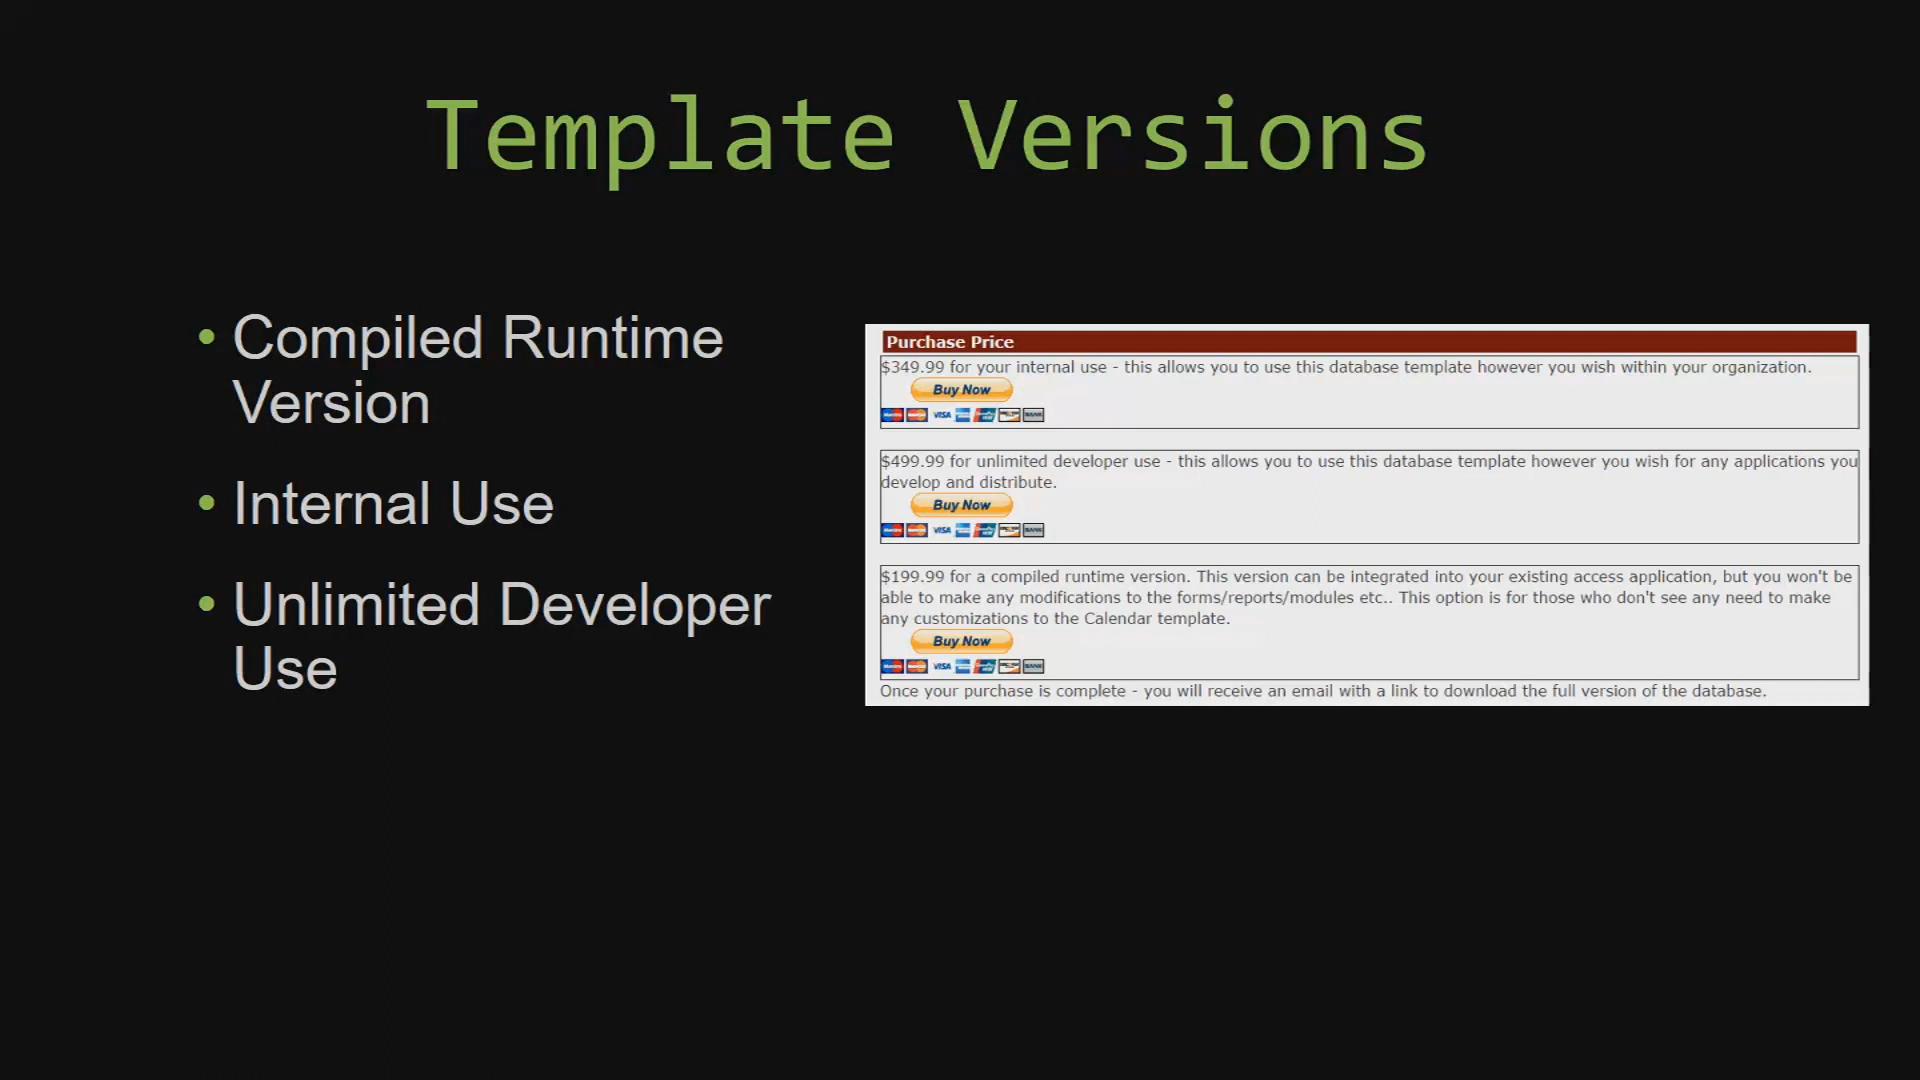 Template Versions
• Compiled Runtime
Version
• Internal Use
• Unlimited Developer
Use
Purchase Price
$349.99 for your internal use - this allows you to use this database template however you wish within your organization.
Buy Now
VISA
$499.99 for unlimited developer use - this allows you to use this database template however you wish for any applications you
develop and distribute.
Buy Now
VISA
$199.99 for a compiled runtime version. This version can be integrated into your existing access application, but you won't be
able to make any modifications to the forms/reports/modules etc.. This option is for those who don't see any need to make
any customizations to the Calendar template.
Buy Now
VISA
Once your purchase is complete - you will receive an email with a link to download the full version of the database.